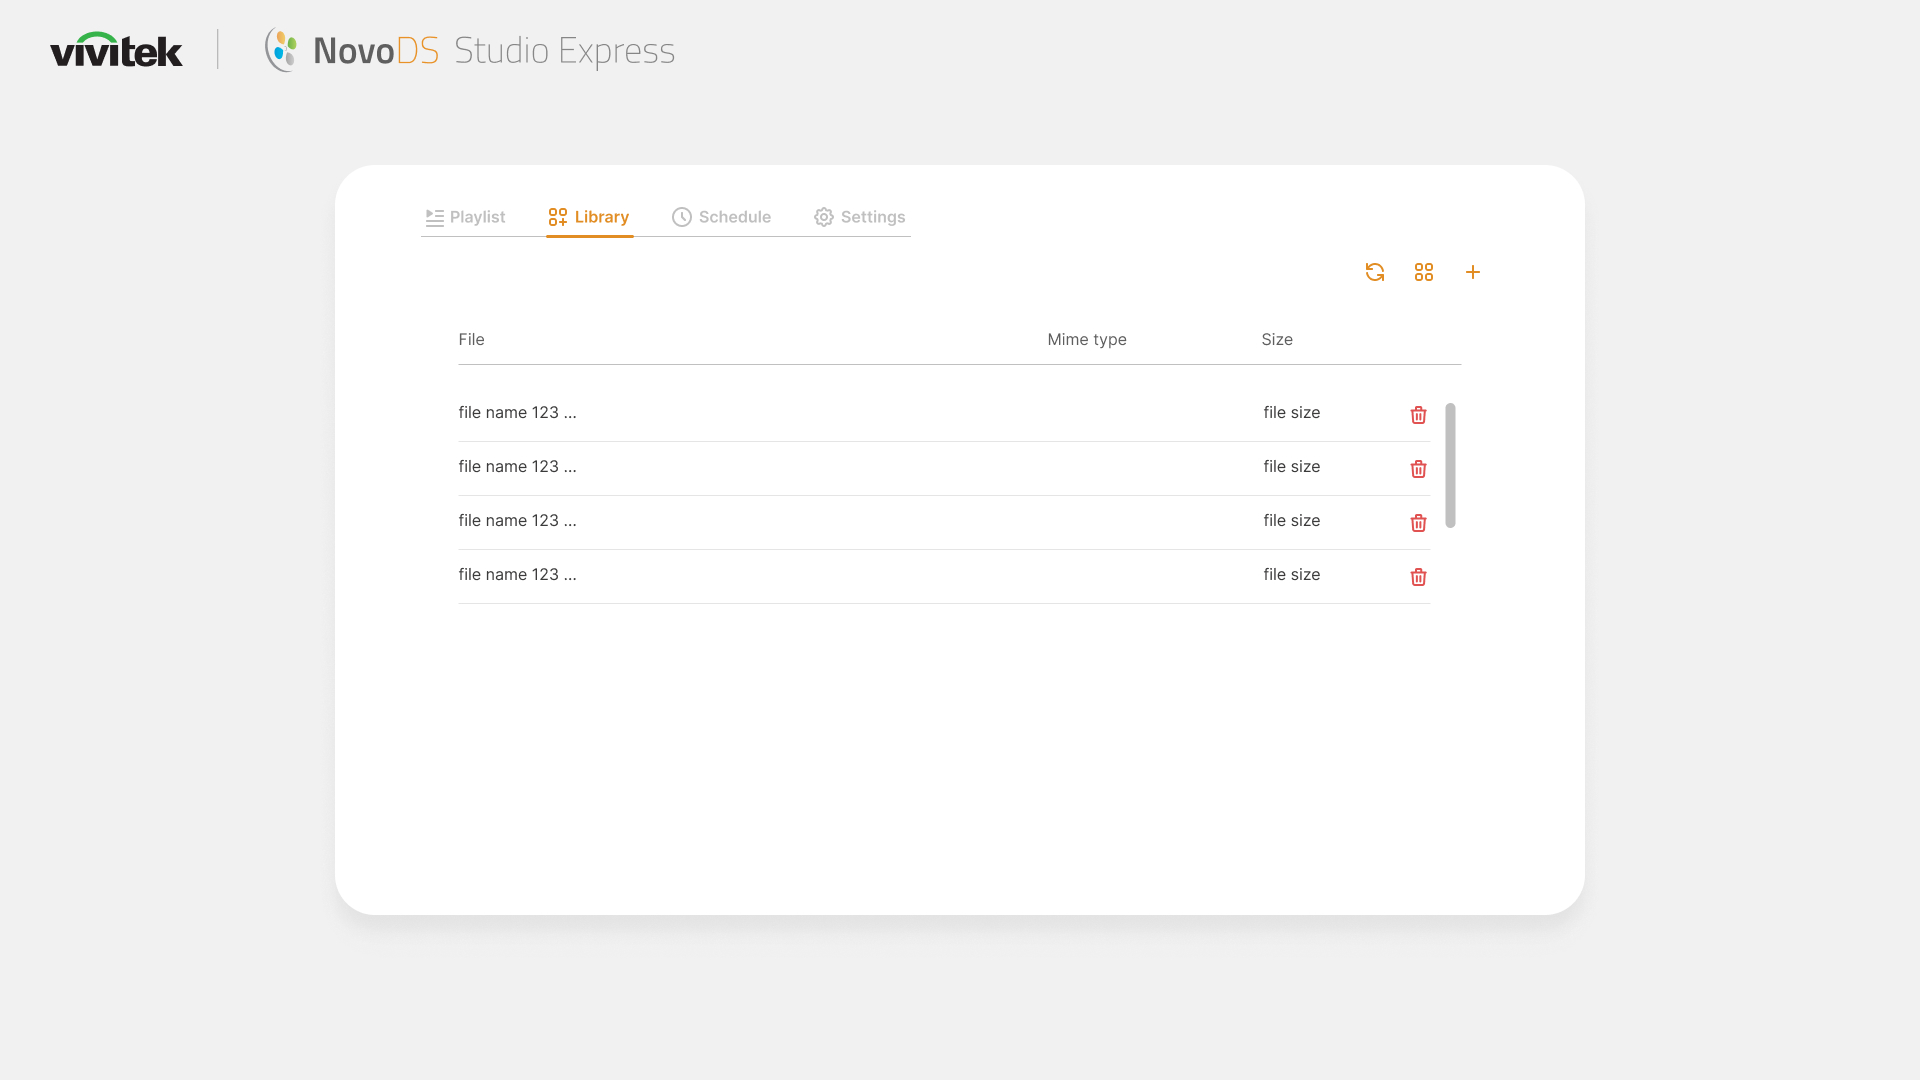 vivitek NovoDS Studio Express
Playlist Library Schedule Settings
File Mime type Size
file name 123 ... file size
file name 123 ... file size
file name 123 ... file size
file name 123 ... file size